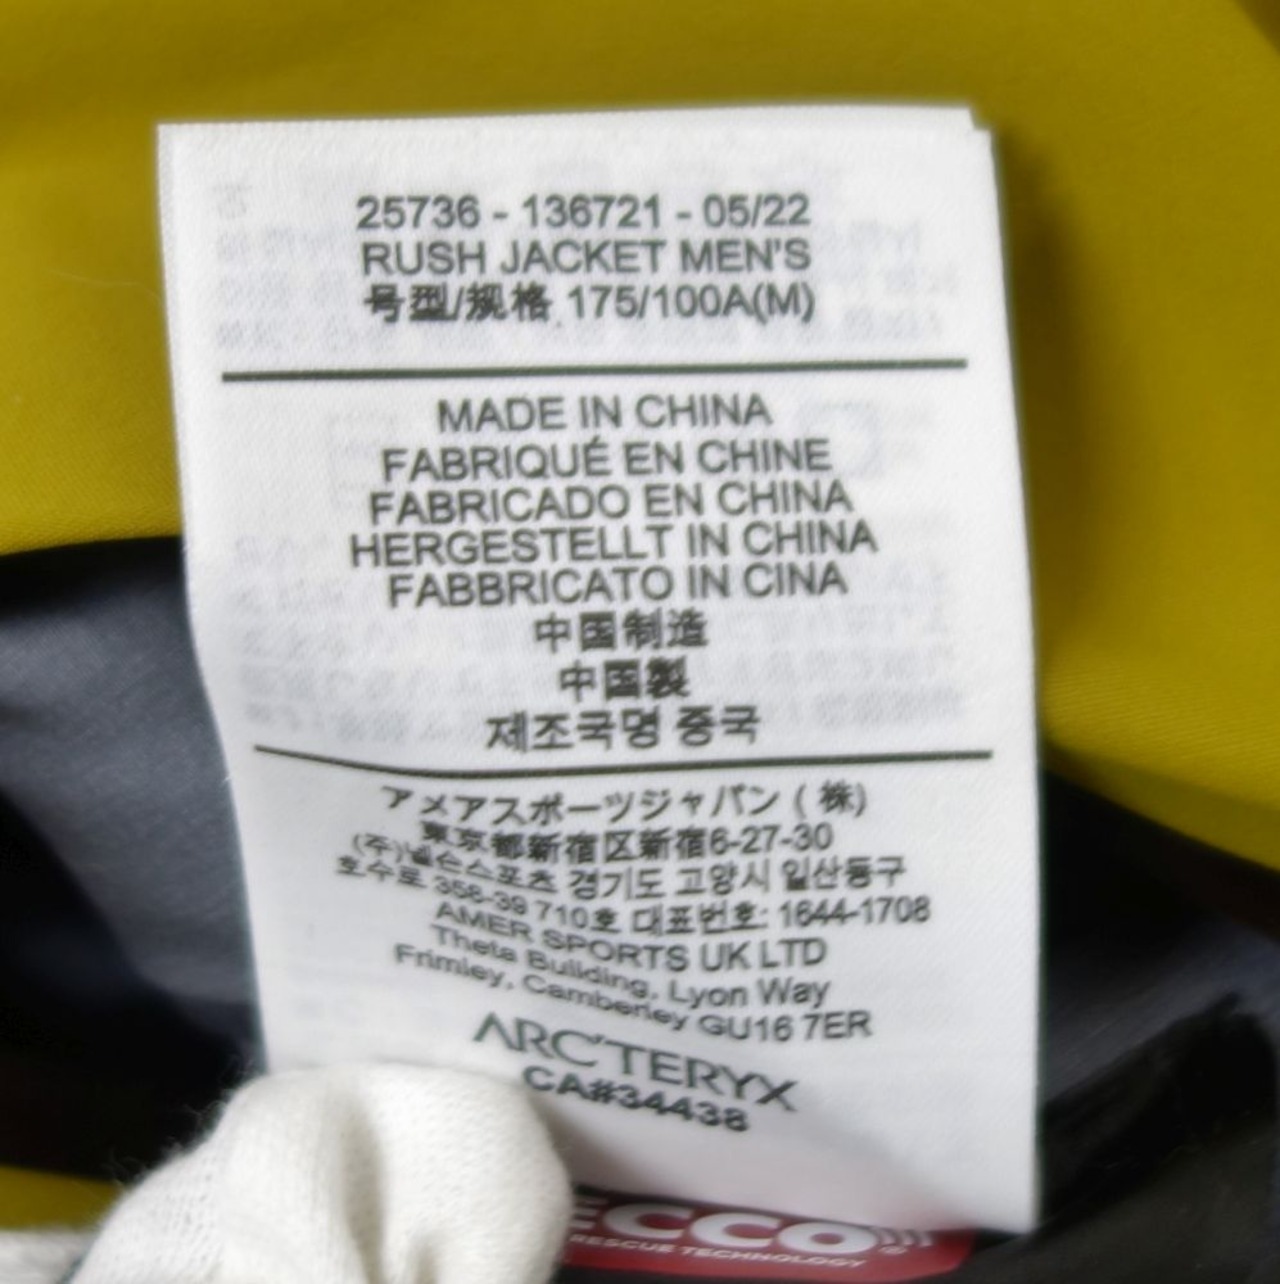 25736 - 136721 - 05/22
RUSH JACKET MEN'S
号型/规格 175/100A(M)
MADE IN CHINA
FABRIQUÉ EN CHINE
FABRICADO EN CHINA
HERGESTELLT IN CHINA
FABBRICATO IN CINA
中国制造
中国製
제조국명 중국
アメアスポーツジャパン ( 株)
東京都新宿区新宿6-27-30
(주)넬슨스포츠 경기도 고양시 일산동구
호수로 358-39 710호 대표번호: 1644-1708
AMER SPORTS UK LTD
Theta Building, Lyon Way
Frimley, Camberley GU16 7ER
ARC'TERYX
CA#34438
ECCO
RESCUE TECHNOLOGY